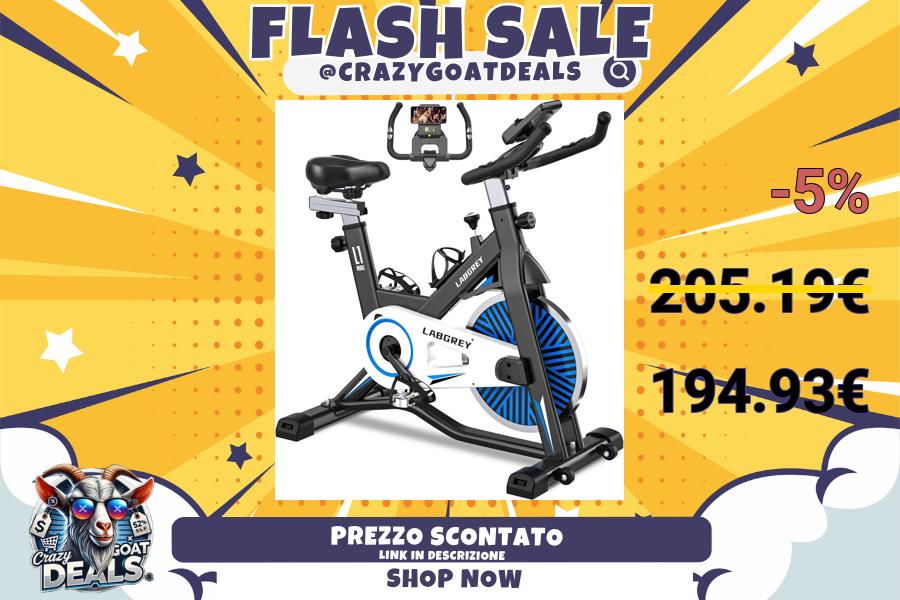 FLASH SALE
@CRAZYGOATDEALS
-5%
205.19€
194.93€
LABGREY
LABGREY
$
52%
Crazy
GOAT
DEALS
PREZZO SCONTATO
LINK IN DESCRIZIONE
SHOP NOW